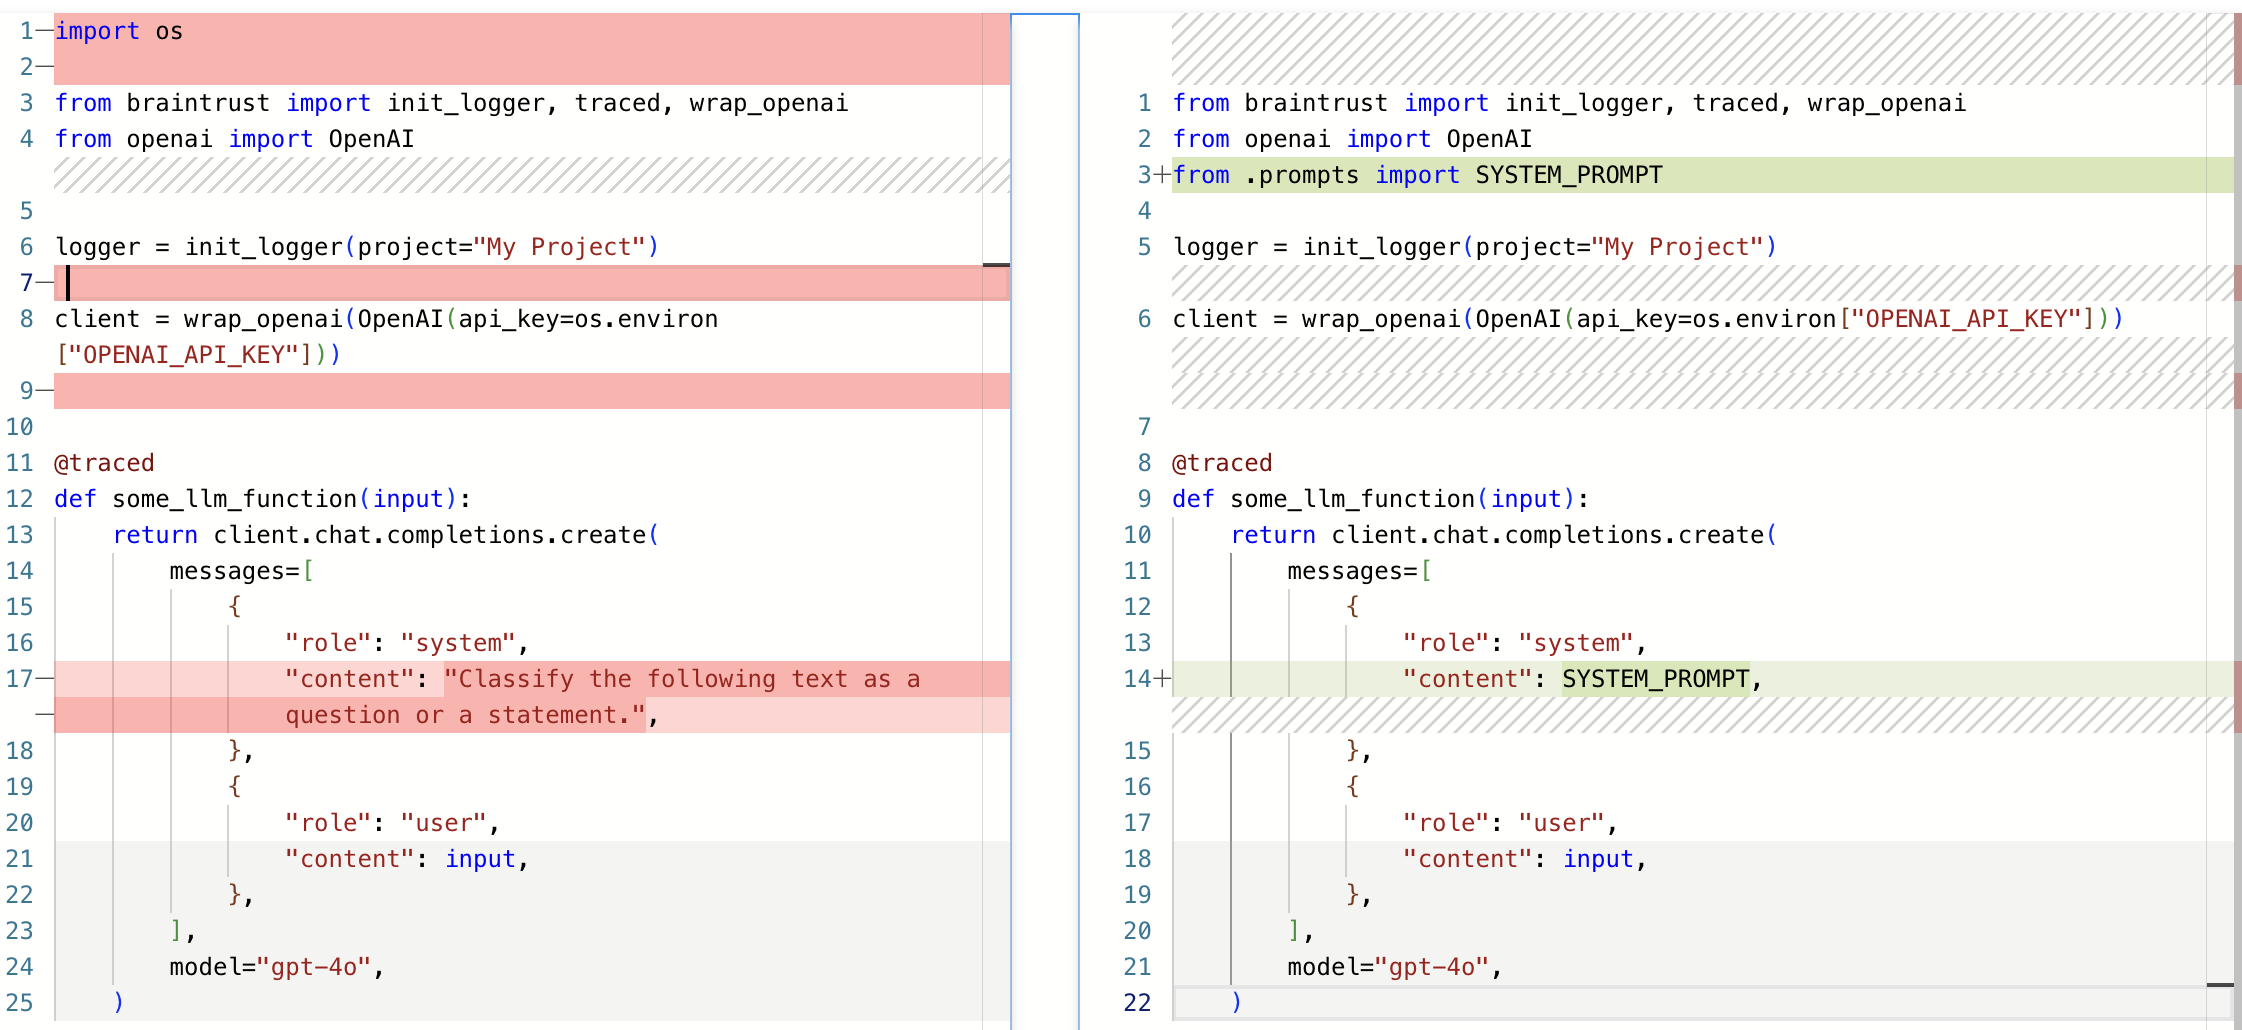 1 import os
2
3 from braintrust import init_logger, traced, wrap_openai
4 from openai import OpenAI
5
6 logger = init_logger(project="My Project")
7
8 client = wrap_openai(OpenAI(api_key=os.environ
["OPENAI_API_KEY"]))
9
10
11 @traced
12 def some_llm_function(input):
13     return client.chat.completions.create(
14         messages=[
15             {
16                 "role": "system",
17                 "content": "Classify the following text as a
                question or a statement.",
18             },
19             {
20                 "role": "user",
21                 "content": input,
22             },
23         ],
24         model="gpt-4o",
25     )
1 from braintrust import init_logger, traced, wrap_openai
2 from openai import OpenAI
3+ from .prompts import SYSTEM_PROMPT
4
5 logger = init_logger(project="My Project")
6 client = wrap_openai(OpenAI(api_key=os.environ["OPENAI_API_KEY"]))
7
8 @traced
9 def some_llm_function(input):
10     return client.chat.completions.create(
11         messages=[
12             {
13                 "role": "system",
14+                 "content": SYSTEM_PROMPT,
15             },
16             {
17                 "role": "user",
18                 "content": input,
19             },
20         ],
21         model="gpt-4o",
22     )